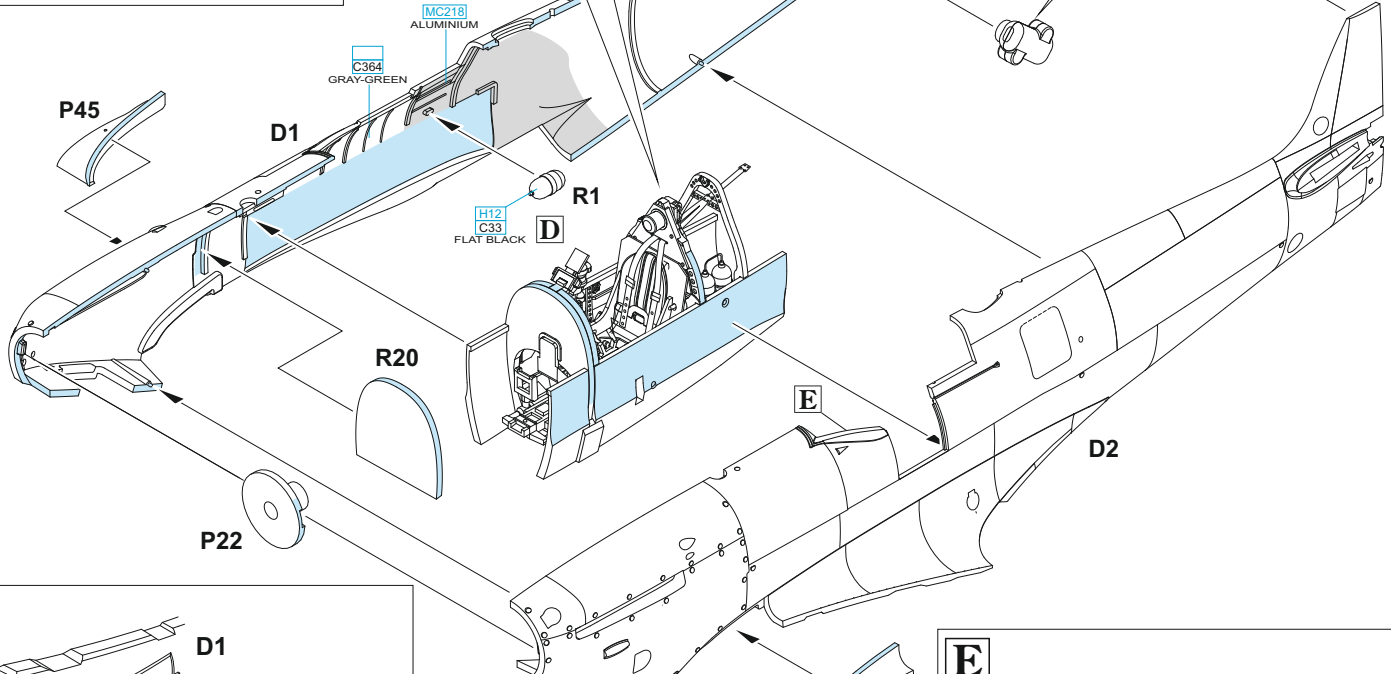 MC218
ALUMINIUM
C364
GRAY-GREEN
P45
D1
R1
H12
C33
FLAT BLACK
D
R20
E
D2
P22
D1
E